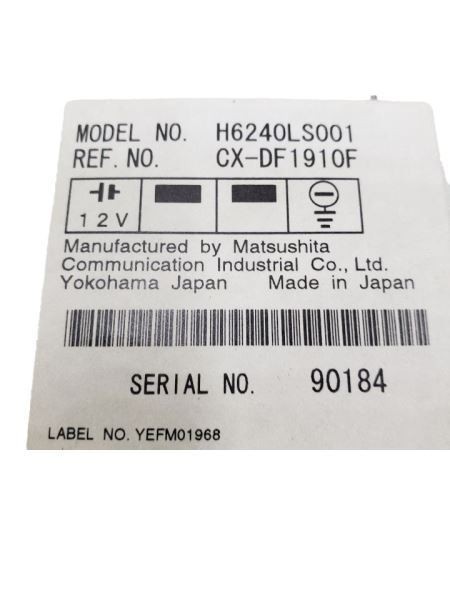 MODEL NO. H6240LS001
REF.NO. CX-DF1910F
12V
Manufactured by Matsushita
Communication Industrial Co., Ltd.
Yokohama Japan Made in Japan
SERIAL NO. 90184
LABEL NO. YEFM01968